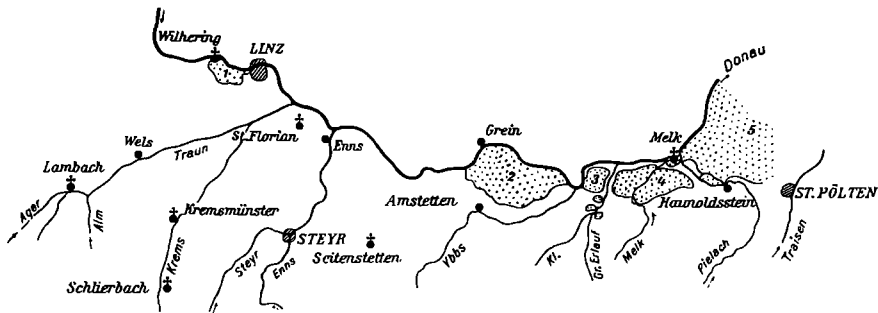 Wilhering
LINZ
1
Donau
5
Wels
Traun
St. Florian
Enns
Grein
Melk
Lambach
2
3
4
Amstetten
Haunoldsstein
ST. PÖLTEN
Ager
Alm
Kremsmünster
Krems
STEYR
Steyr
Enns
Seitenstetten
Ybbs
Kl.
Gr. Erlauf
Melk
Pielach
Traisen
Schlierbach